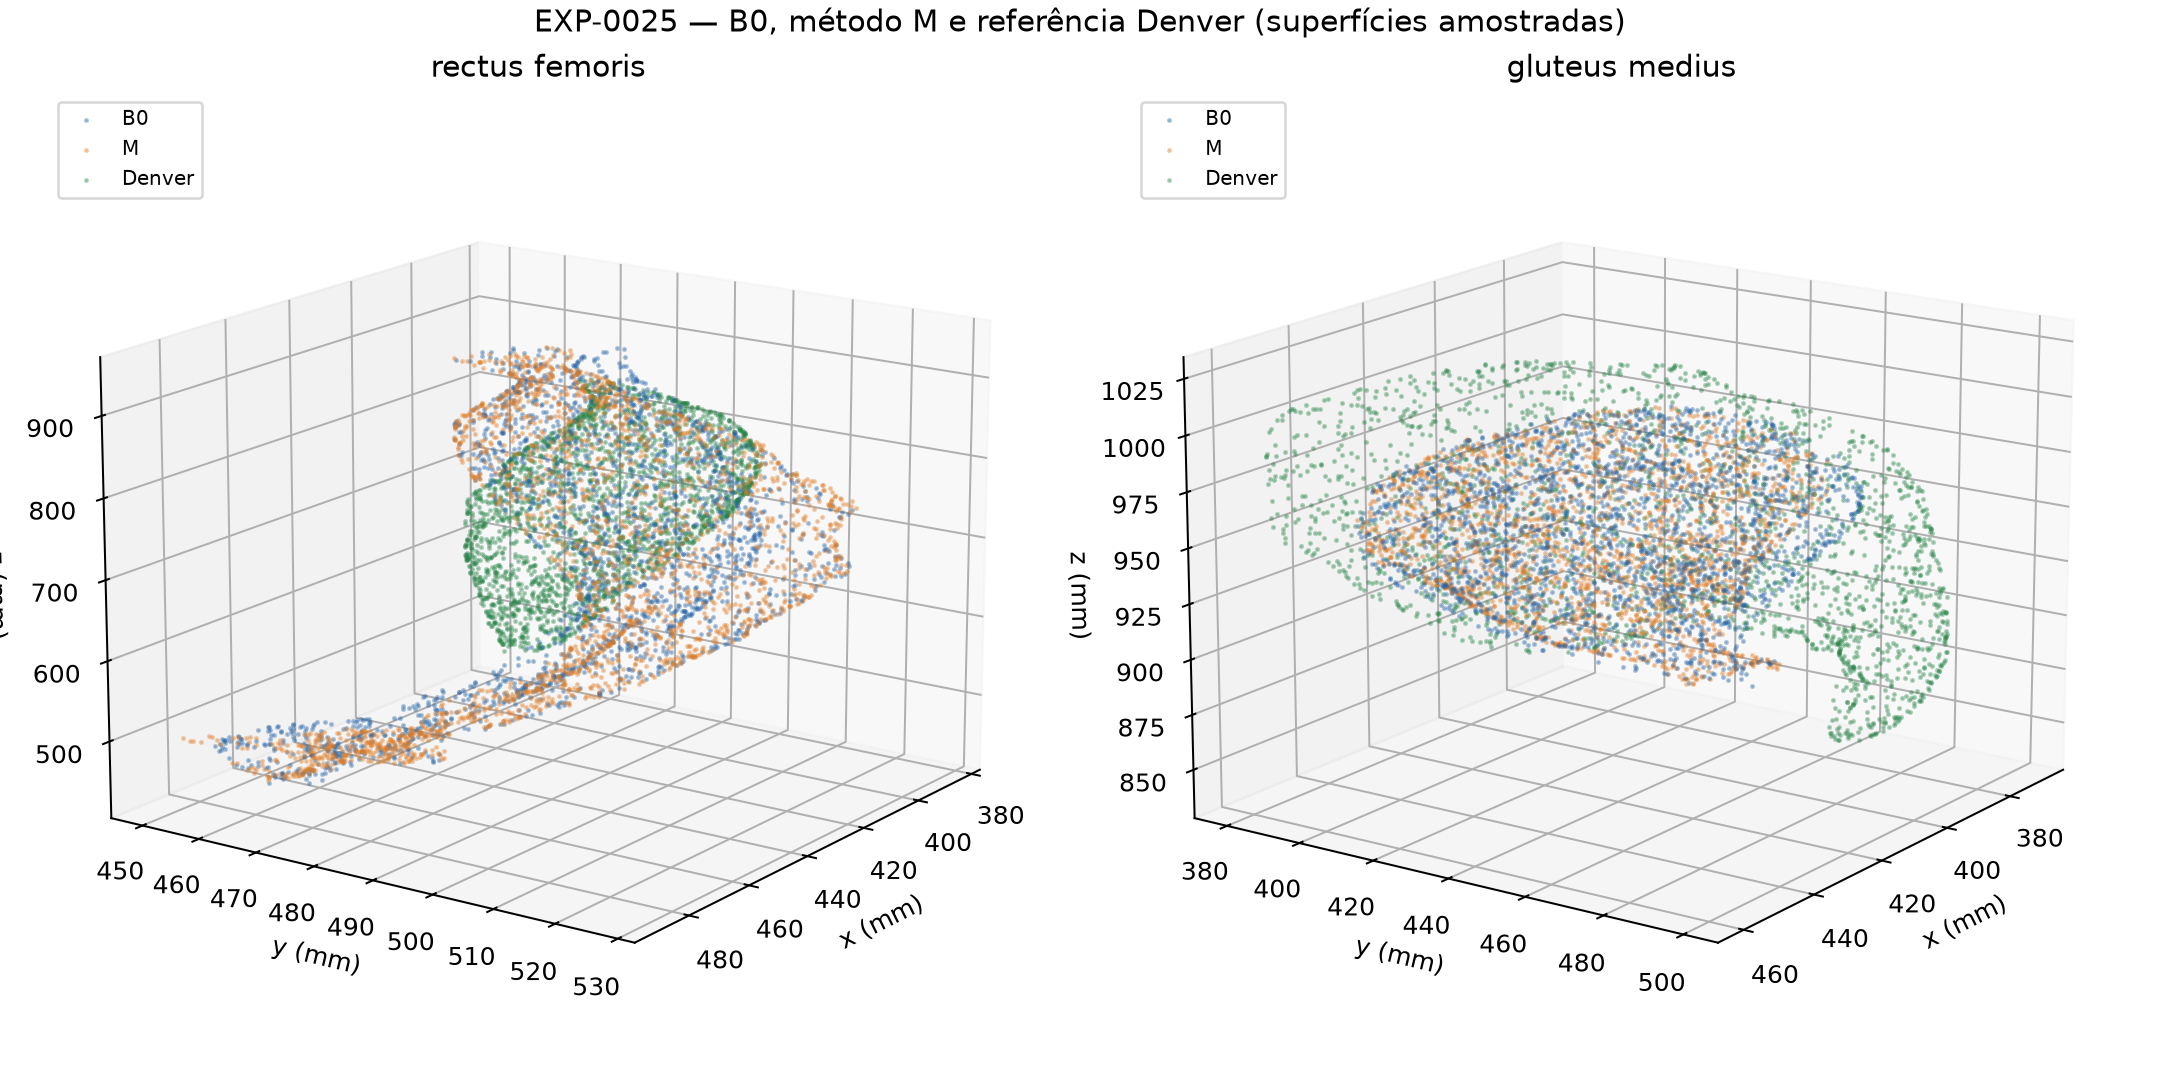 EXP-0025 — B0, método M e referência Denver (superfícies amostradas)
rectus femoris
B0
M
Denver
900
800
700
600
500
450
460
470
480
490
500
510
520
530
y (mm)
480
460
440
420
400
380
x (mm)
gluteus medius
B0
M
Denver
1025
1000
975
950
925
900
875
850
z (mm)
380
400
420
440
460
480
500
y (mm)
460
440
420
400
380
x (mm)